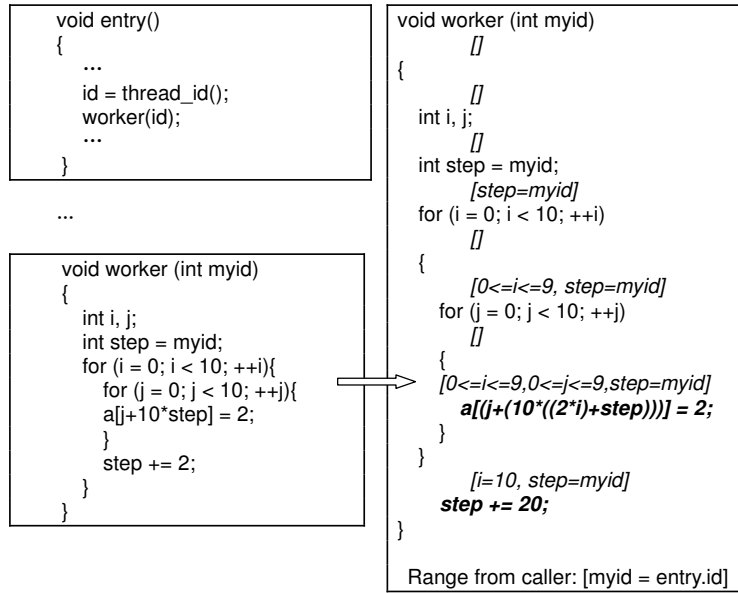 void entry()
{
...
id = thread_id();
worker(id);
...
}
...
void worker (int myid)
{
int i, j;
int step = myid;
for (i = 0; i < 10; ++i){
for (j = 0; j < 10; ++j){
a[j+10*step] = 2;
}
step += 2;
}
}
void worker (int myid)
[]
{
[]
int i, j;
[]
int step = myid;
[step=myid]
for (i = 0; i < 10; ++i)
[]
{
[0<=i<=9, step=myid]
for (j = 0; j < 10; ++j)
[]
{
[0<=i<=9,0<=j<=9,step=myid]
a[(j+(10*((2*i)+step)))] = 2;
}
}
[i=10, step=myid]
step += 20;
}
Range from caller: [myid = entry.id]